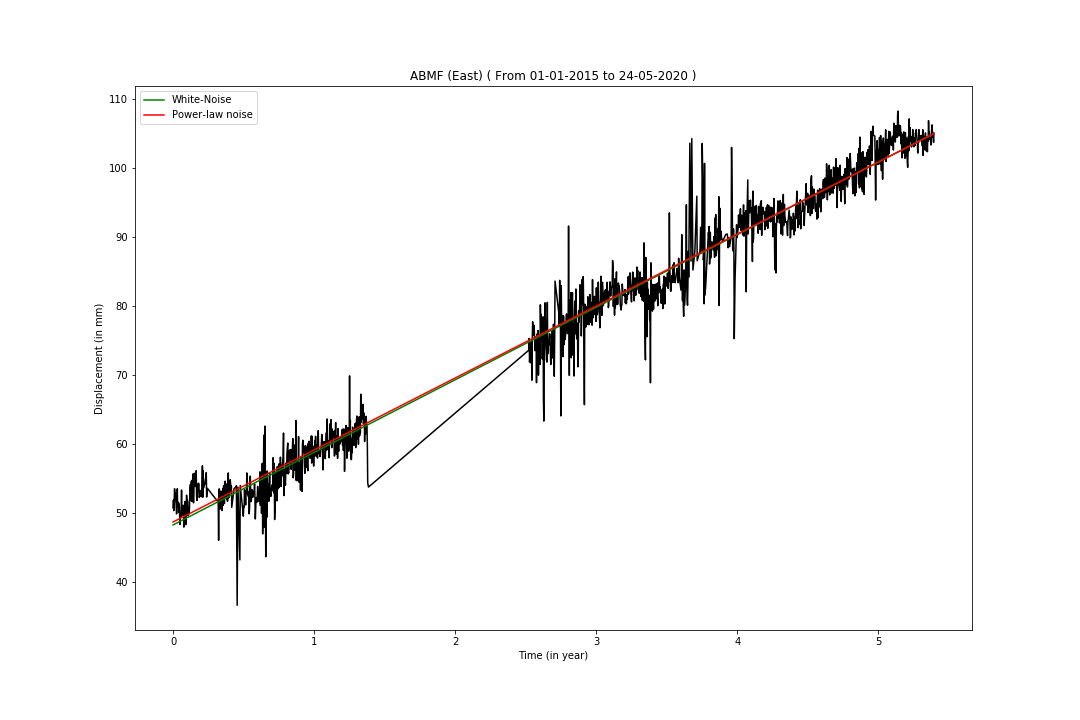 ABMF (East) ( From 01-01-2015 to 24-05-2020 )
White-Noise
Power-law noise
110
100
90
80
70
60
50
40
Displacement (in mm)
0 1 2 3 4 5
Time (in year)